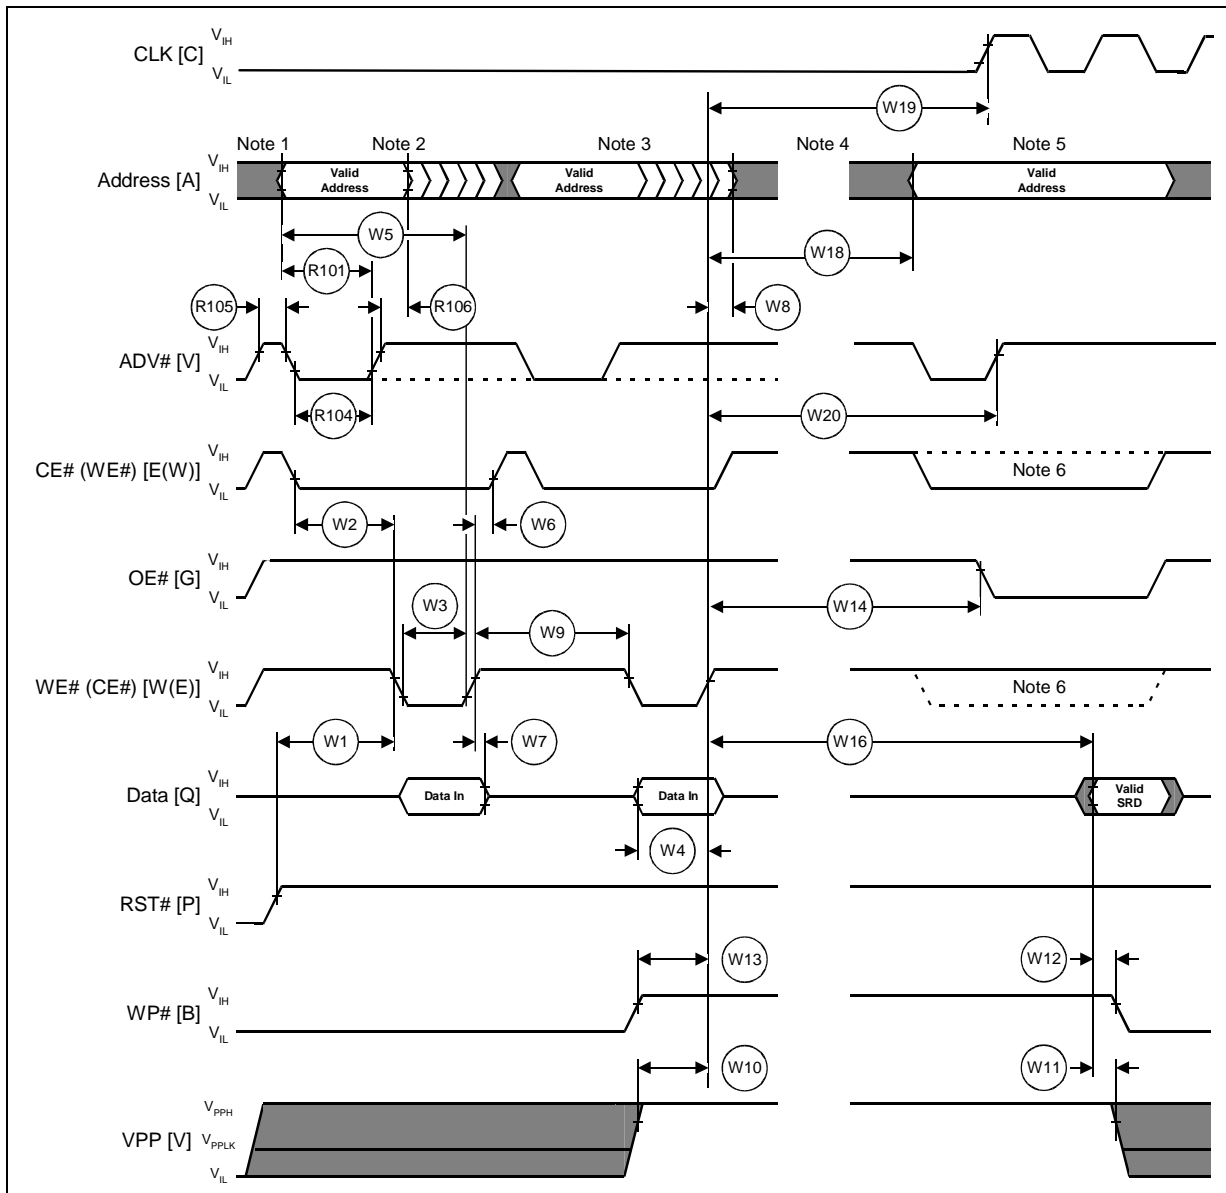 V_IH
CLK [C]
V_IL
W19
Note 1 Note 2 Note 3 Note 4 Note 5
V_IH
Address [A]
V_IL
Valid Address
Valid Address
Valid Address
W5
W18
R101
R105
R106
W8
V_IH
ADV# [V]
V_IL
R104
W20
V_IH
CE# (WE#) [E(W)]
V_IL
Note 6
W2
W6
V_IH
OE# [G]
V_IL
W3
W14
W9
V_IH
WE# (CE#) [W(E)]
V_IL
Note 6
W1
W7
W16
V_IH
Data [Q]
V_IL
Data In
Data In
Valid SRD
W4
V_IH
RST# [P]
V_IL
W13
W12
V_IH
WP# [B]
V_IL
W10
W11
V_PPH
VPP [V] V_PPLK
V_IL